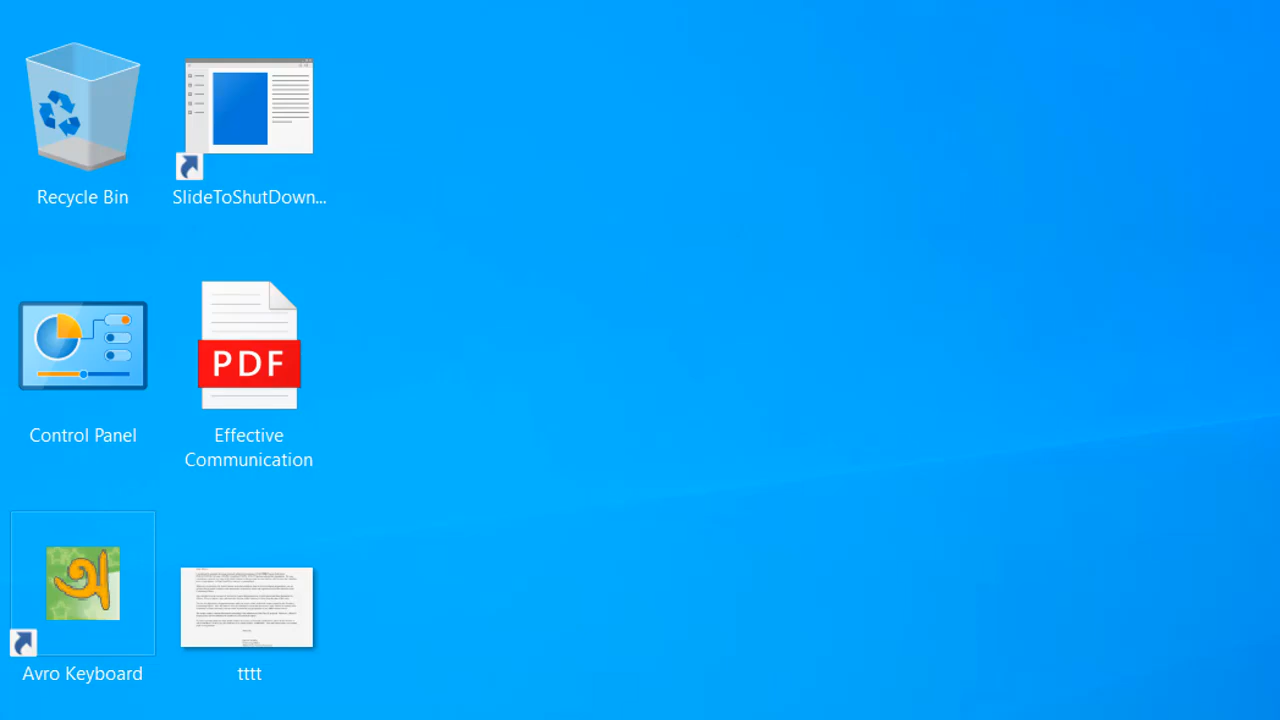 Recycle Bin
SlideToShutDown...
Control Panel
PDF
Effective
Communication
অ
Avro Keyboard
tttt